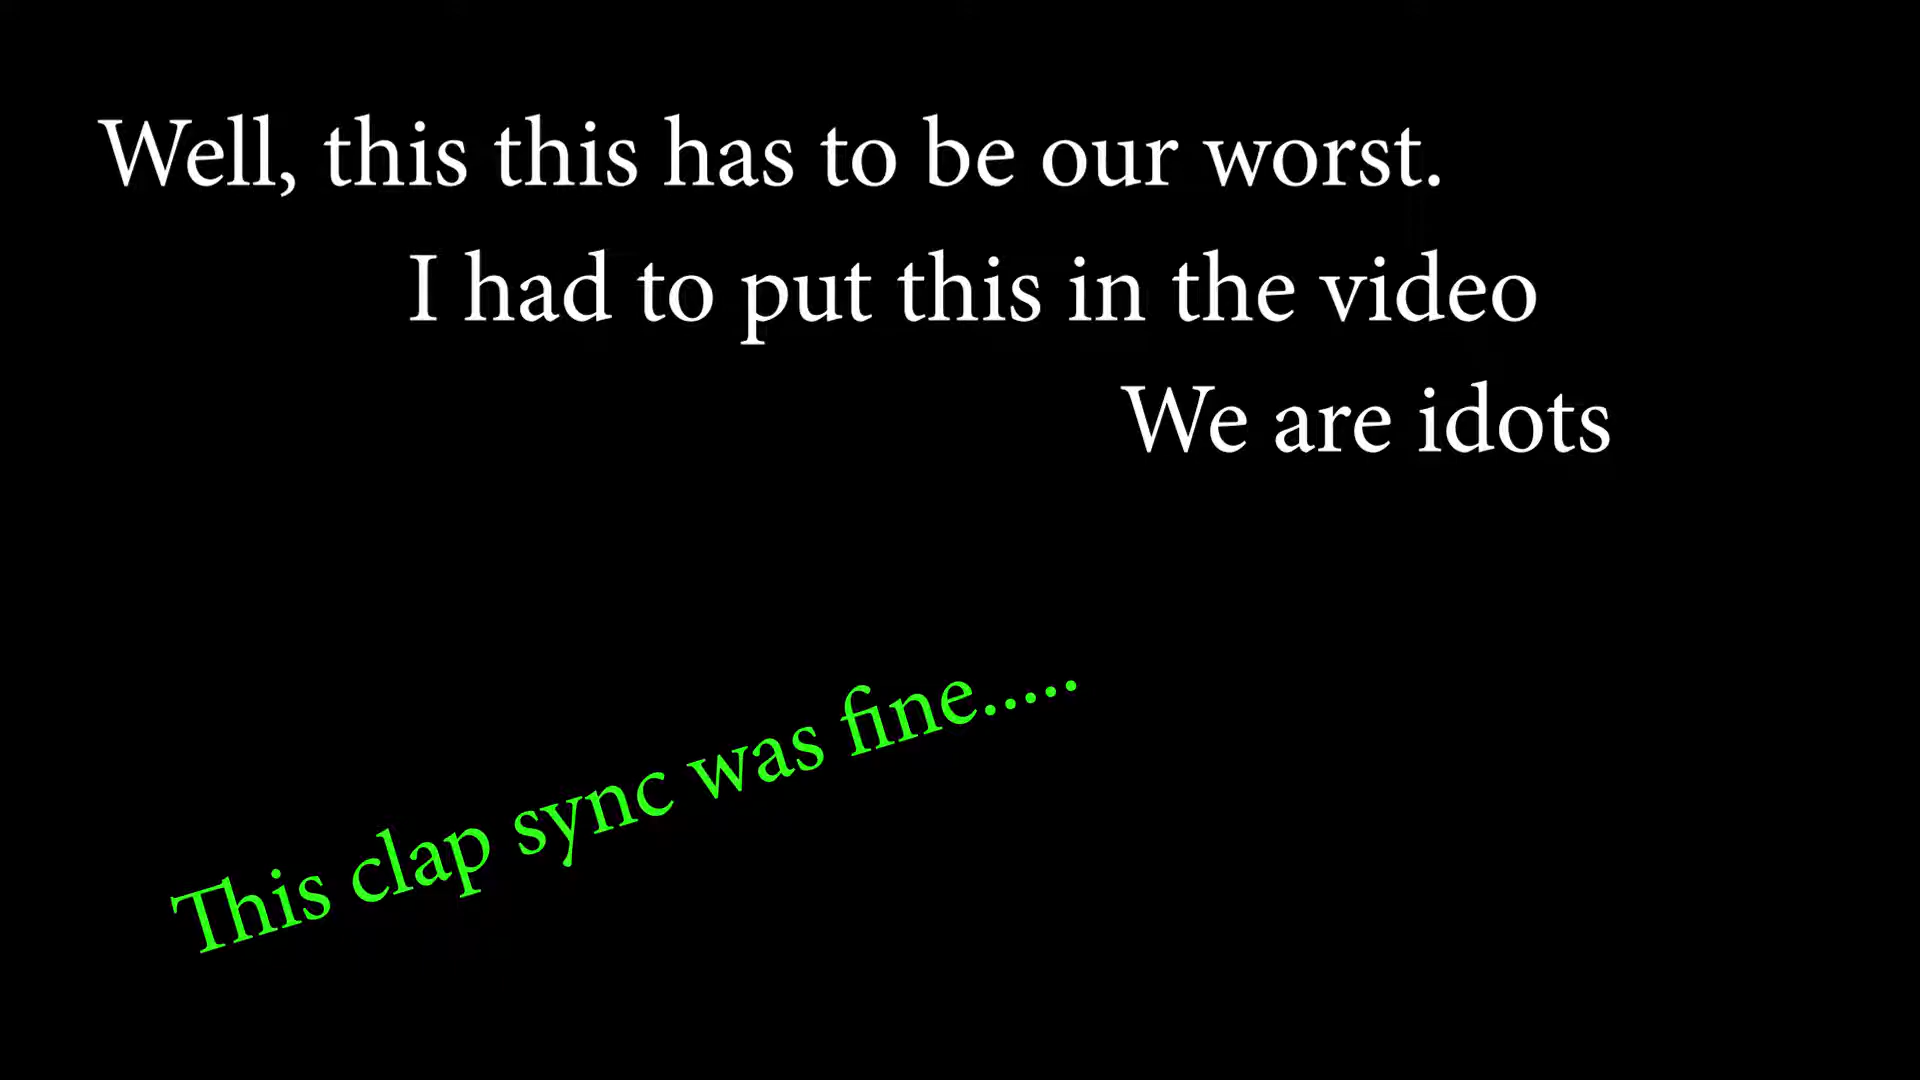 Well, this this has to be our worst.
I had to put this in the video
We are idots
This clap sync was fine.....